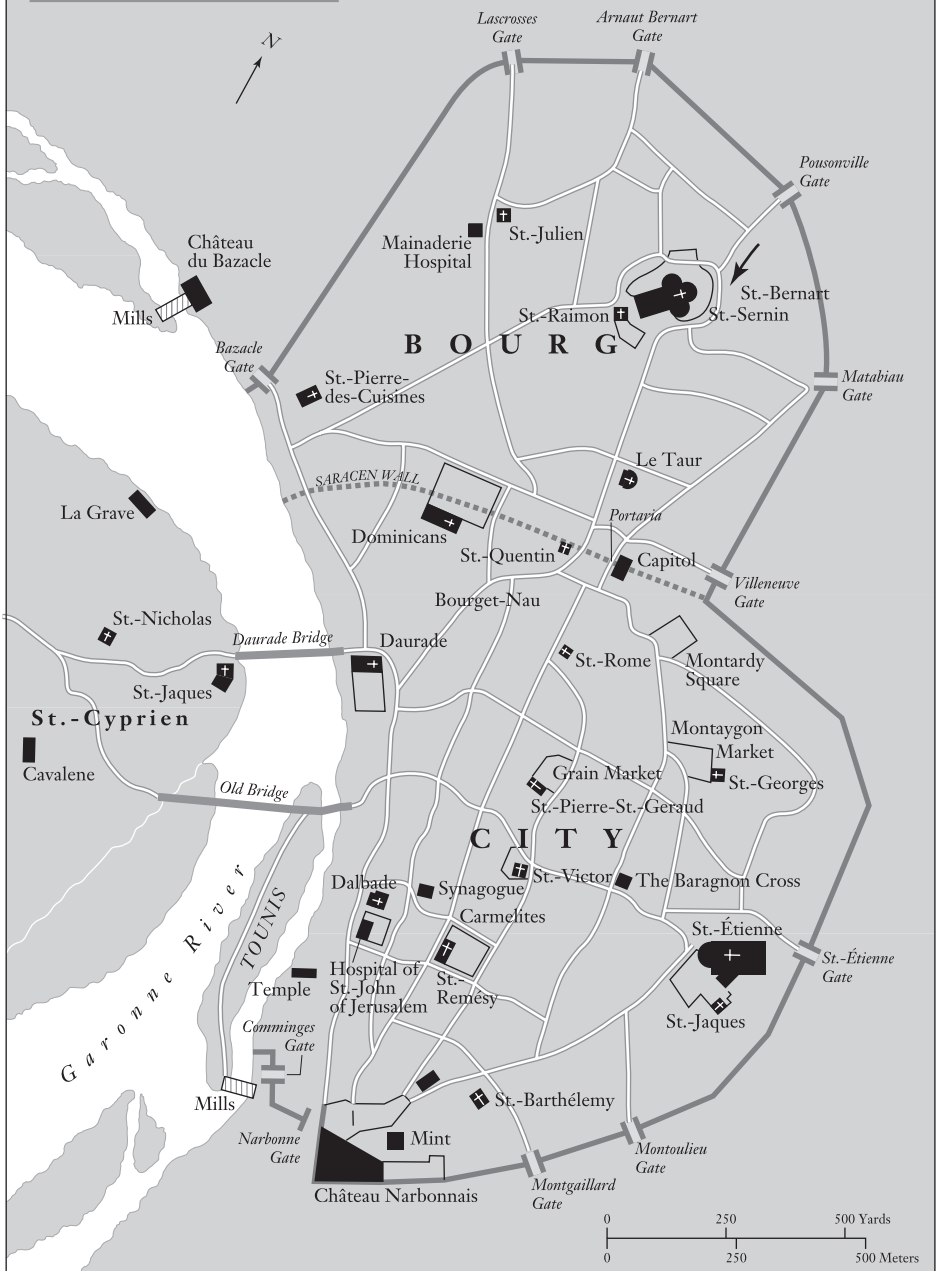 Lascrosses
Gate
Arnaut Bernart
Gate
N
Pousonville
Gate
St.-Julien
Mainaderie
Hospital
Château
du Bazacle
Mills
St.-Bernart
St.-Sernin
St.-Raimon
BOURG
Bazacle
Gate
St.-Pierre-
des-Cuisines
Matabiau
Gate
Le Taur
SARACEN WALL
La Grave
Portaria
Dominicans
St.-Quentin
Capitol
Villeneuve
Gate
Bourget-Nau
St.-Nicholas
Daurade Bridge
Daurade
St.-Rome
Montardy
Square
St.-Jaques
St.-Cyprien
Montaygon
Market
Cavalene
Grain Market
St.-Georges
Old Bridge
St.-Pierre-St.-Geraud
CITY
St.-Victor
The Baragnon Cross
Dalbade
Synagogue
Carmelites
St.-Étienne
TOUNIS
Garonne River
St.-Étienne
Gate
Temple
Hospital of
St.-John
of Jerusalem
St.-
Remésy
St.-Jaques
Comminges
Gate
Mills
St.-Barthélemy
Narbonne
Gate
Mint
Montoulieu
Gate
Château Narbonnais
Montgaillard
Gate
0 250 500 Yards
0 250 500 Meters